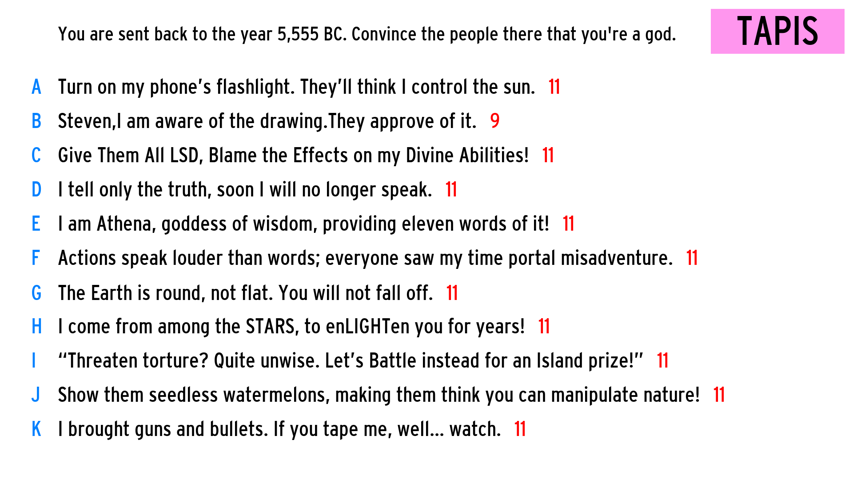 You are sent back to the year 5,555 BC. Convince the people there that you're a god.
TAPIS
A Turn on my phone's flashlight. They'll think I control the sun. 11
B Steven,I am aware of the drawing.They approve of it. 9
C Give Them All LSD, Blame the Effects on my Divine Abilities! 11
D I tell only the truth, soon I will no longer speak. 11
E I am Athena, goddess of wisdom, providing eleven words of it! 11
F Actions speak louder than words; everyone saw my time portal misadventure. 11
G The Earth is round, not flat. You will not fall off. 11
H I come from among the STARS, to enLIGHTen you for years! 11
I “Threaten torture? Quite unwise. Let's Battle instead for an Island prize!” 11
J Show them seedless watermelons, making them think you can manipulate nature! 11
K I brought guns and bullets. If you tape me, well... watch. 11